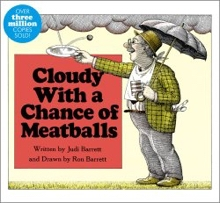 OVER
three
million
COPIES
SOLD!
Cloudy
With a
Chance of
Meatballs
Written by Judi Barrett
and Drawn by Ron Barrett